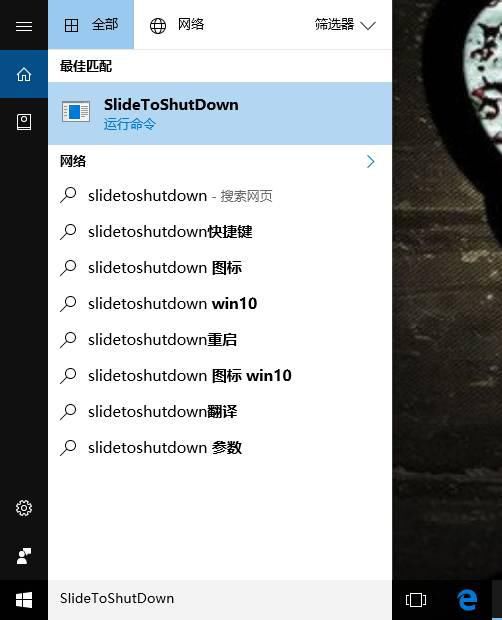 全部 网络 筛选器
最佳匹配
SlideToShutDown
运行命令
网络
slidetoshutdown - 搜索网页
slidetoshutdown快捷键
slidetoshutdown 图标
slidetoshutdown win10
slidetoshutdown重启
slidetoshutdown 图标 win10
slidetoshutdown翻译
slidetoshutdown 参数
SlideToShutDown